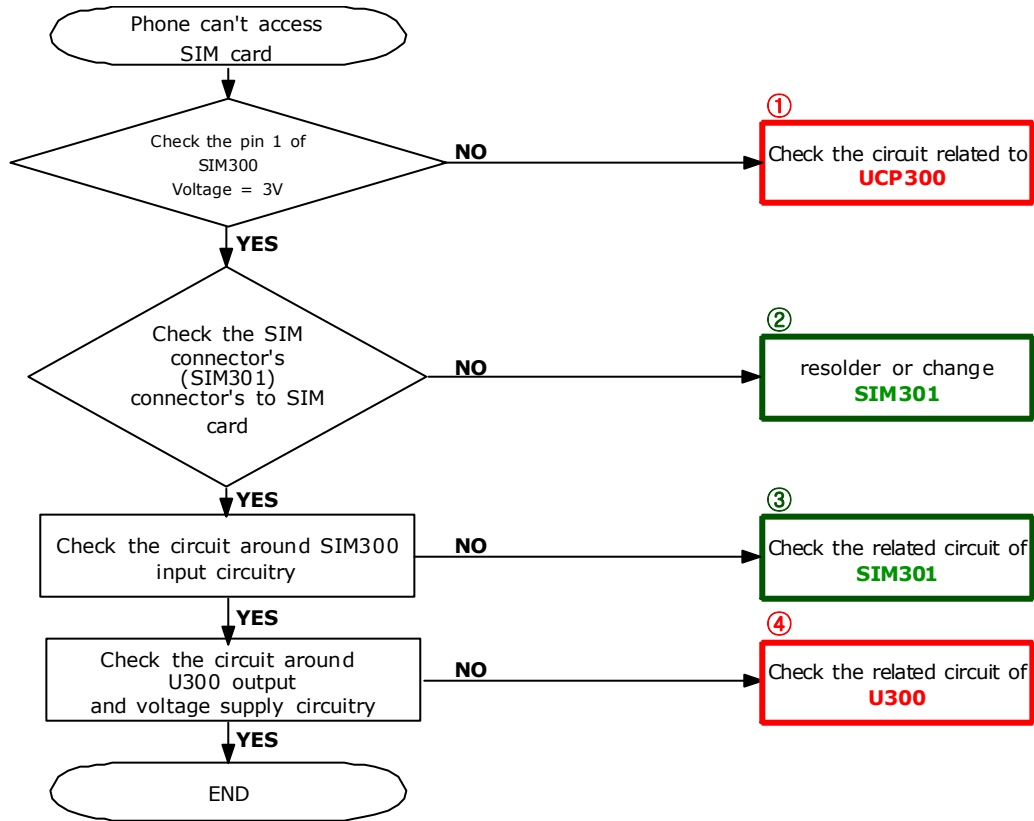 Phone can't access
SIM card
①
Check the pin 1 of
SIM300
Voltage = 3V
NO
Check the circuit related to
UCP300
YES
②
Check the SIM
connector's
(SIM301)
connector's to SIM
card
NO
resolder or change
SIM301
YES
③
Check the circuit around SIM300
input circuitry
NO
Check the related circuit of
SIM301
YES
④
Check the circuit around
U300 output
and voltage supply circuitry
NO
Check the related circuit of
U300
YES
END